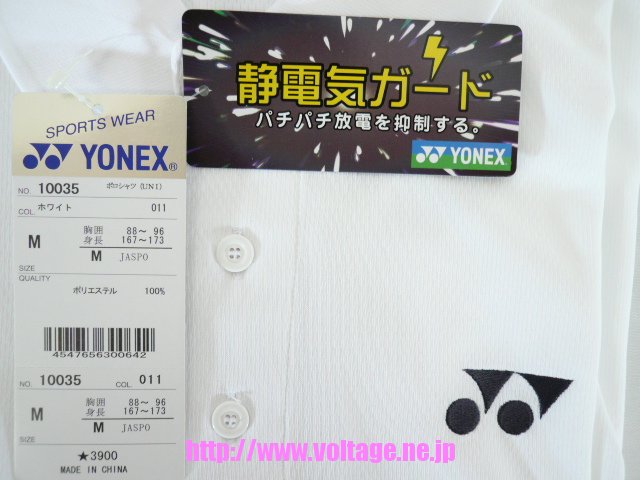 静電気ガード
パチパチ放電を抑制する。
YONEX
SPORTS WEAR
YONEX®
NO. 10035 ポロシャツ(UNI)
COL. ホワイト 011
M 胸囲 88～ 96
身長 167～173
M JASPO
SIZE
QUALITY
ポリエステル 100%
4547656300642
NO. 10035 COL. 011
M 胸囲 88～ 96
身長 167～173
M JASPO
SIZE
★3900
MADE IN CHINA
http://www.voltage.ne.jp